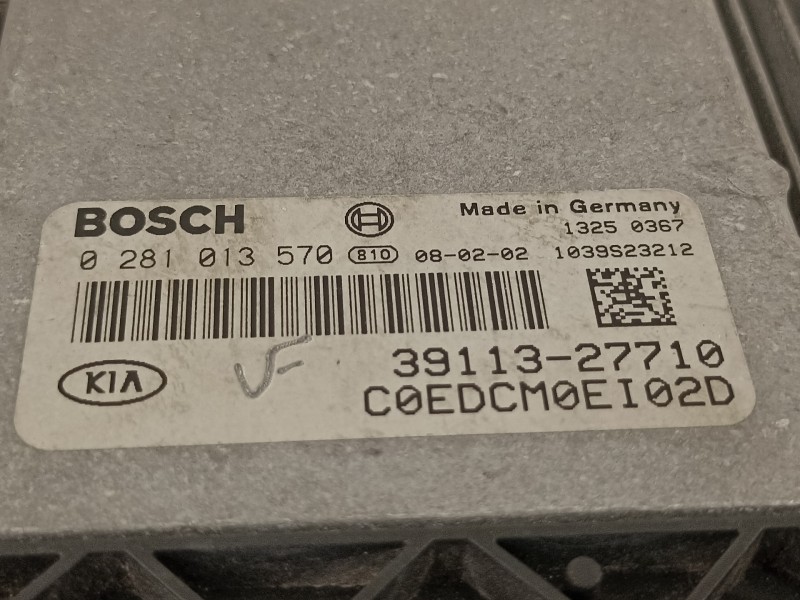 BOSCH
Made in Germany
1325 0367
0 281 013 570 810 08-02-02 1039S23212
39113-27710
KIA
C0EDCM0EI02D